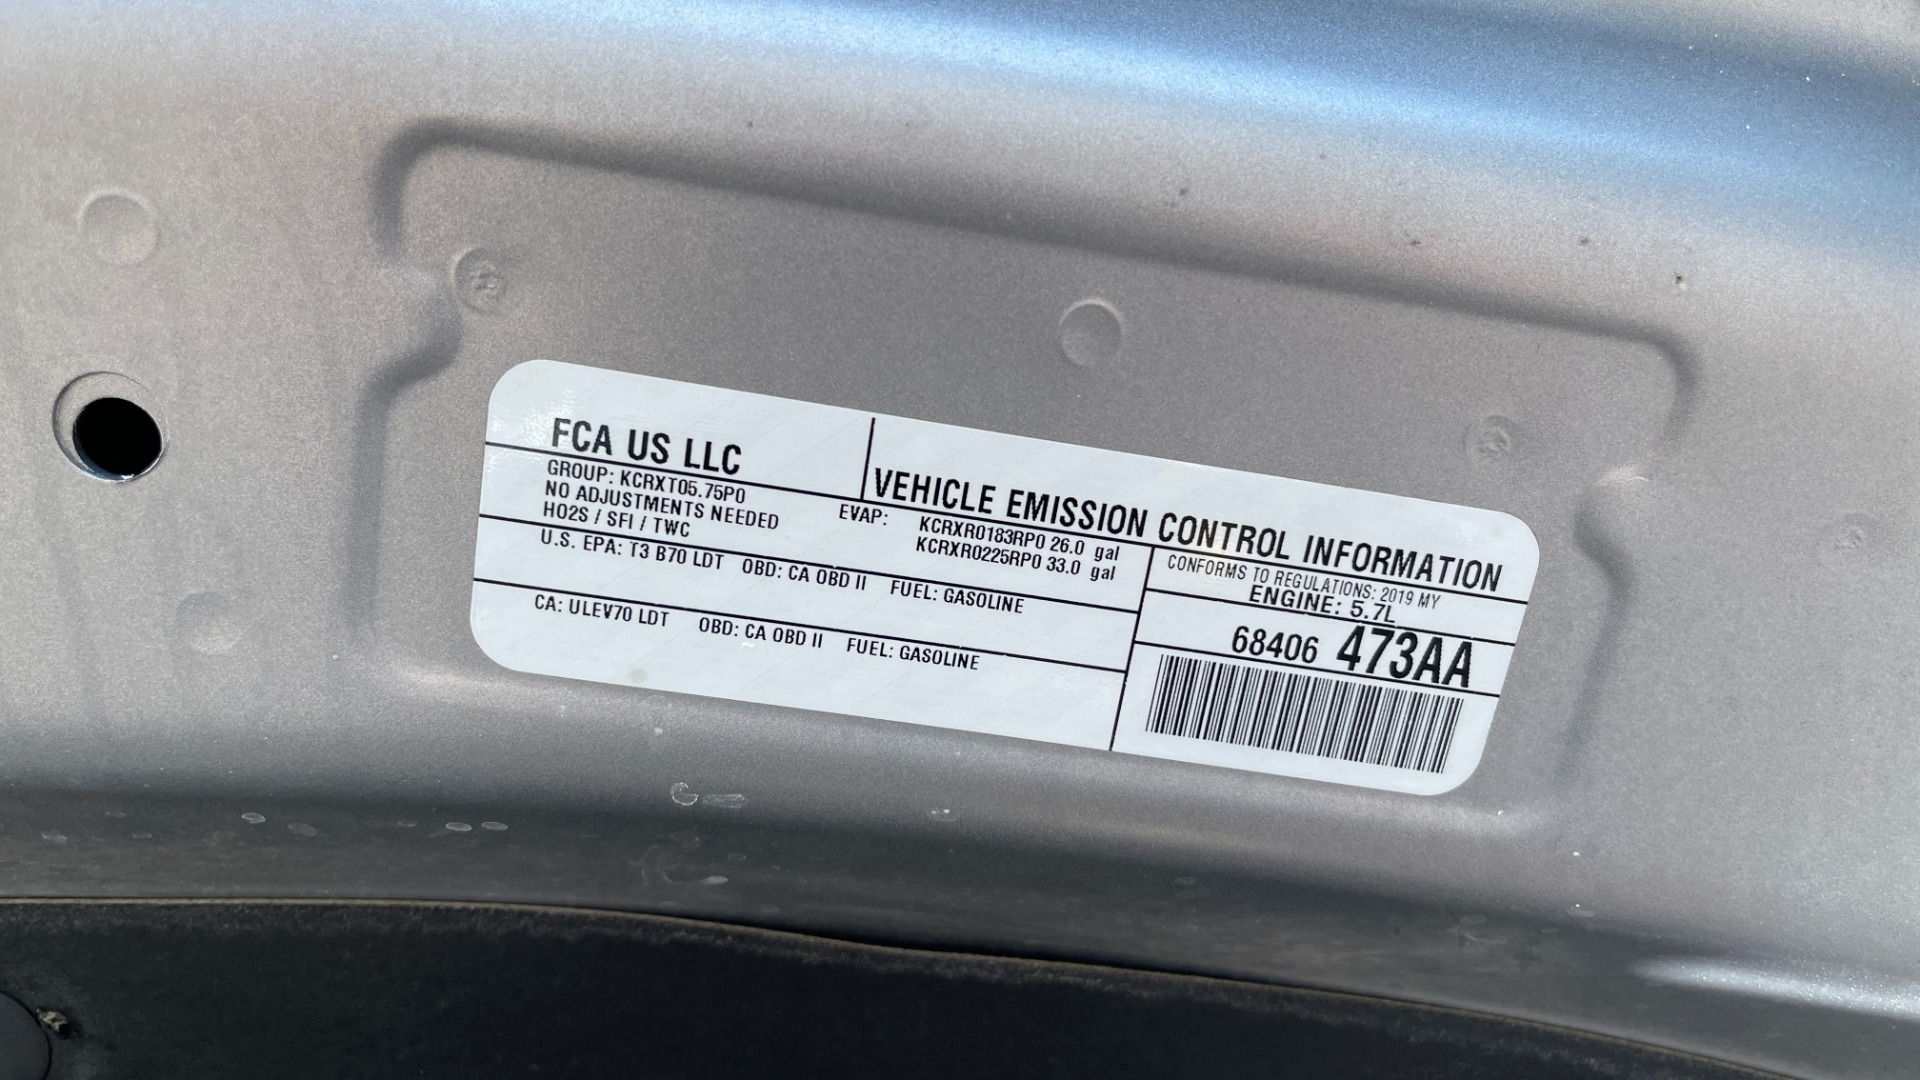 FCA US LLC
VEHICLE EMISSION CONTROL INFORMATION
GROUP: KCRXT05.75P0
NO ADJUSTMENTS NEEDED
HO2S / SFI / TWC
EVAP: KCRXR0183RP0 26.0 gal
KCRXR0225RP0 33.0 gal
CONFORMS TO REGULATIONS: 2019 MY
U.S. EPA: T3 B70 LDT OBD: CA OBD II FUEL: GASOLINE
ENGINE: 5.7L
CA: ULEV70 LDT OBD: CA OBD II FUEL: GASOLINE
68406 473AA